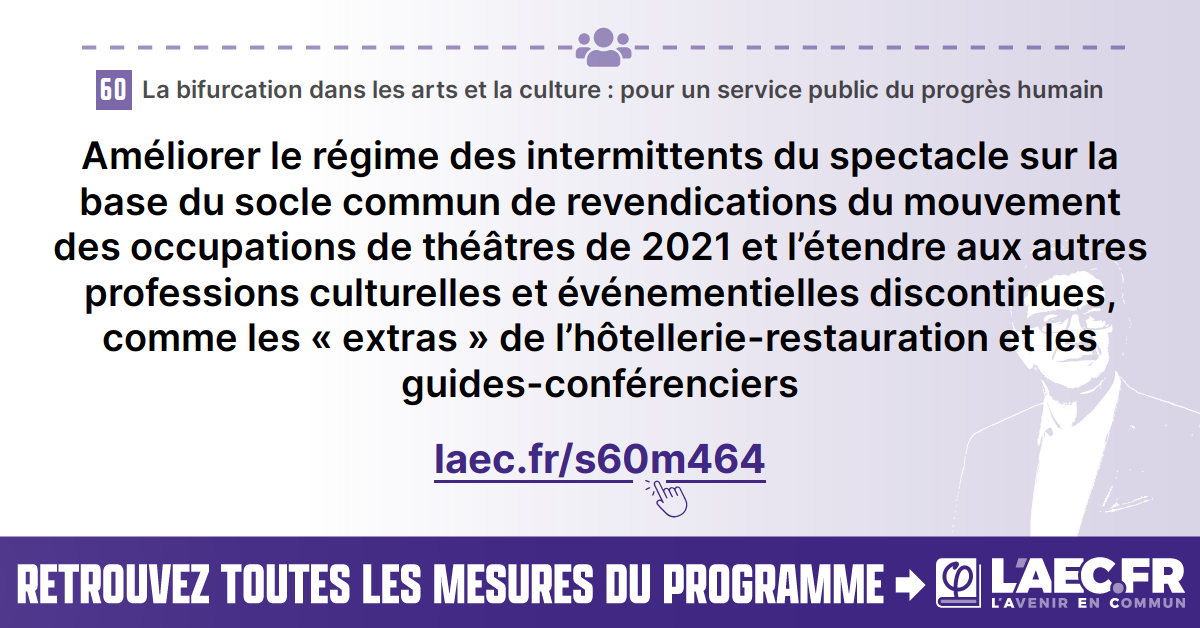 60 La bifurcation dans les arts et la culture : pour un service public du progrès humain
Améliorer le régime des intermittents du spectacle sur la
base du socle commun de revendications du mouvement
des occupations de théâtres de 2021 et l’étendre aux autres
professions culturelles et événementielles discontinues,
comme les « extras » de l’hôtellerie-restauration et les
guides-conférenciers
laec.fr/s60m464
RETROUVEZ TOUTES LES MESURES DU PROGRAMME
L'AEC.FR
L'AVENIR EN COMMUN